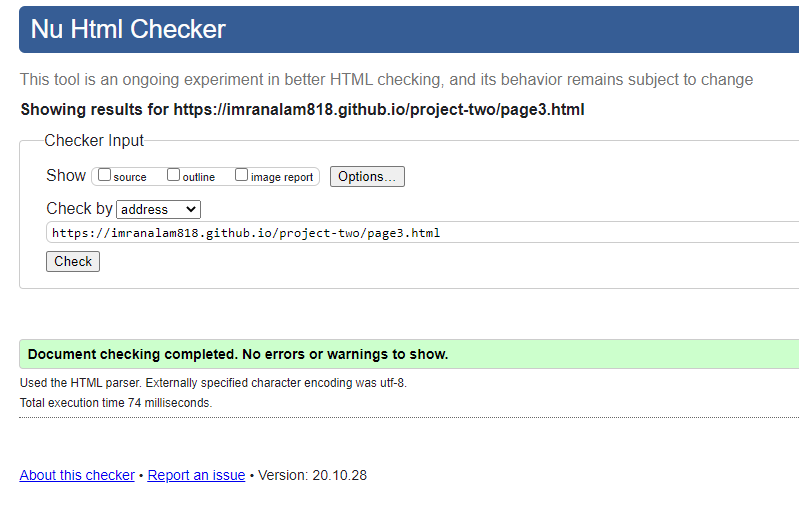 Nu Html Checker
This tool is an ongoing experiment in better HTML checking, and its behavior remains subject to change
Showing results for https://imranalam818.github.io/project-two/page3.html
Checker Input
Show source outline image report Options...
Check by address
https://imranalam818.github.io/project-two/page3.html
Check
Document checking completed. No errors or warnings to show.
Used the HTML parser. Externally specified character encoding was utf-8.
Total execution time 74 milliseconds.
About this checker • Report an issue • Version: 20.10.28